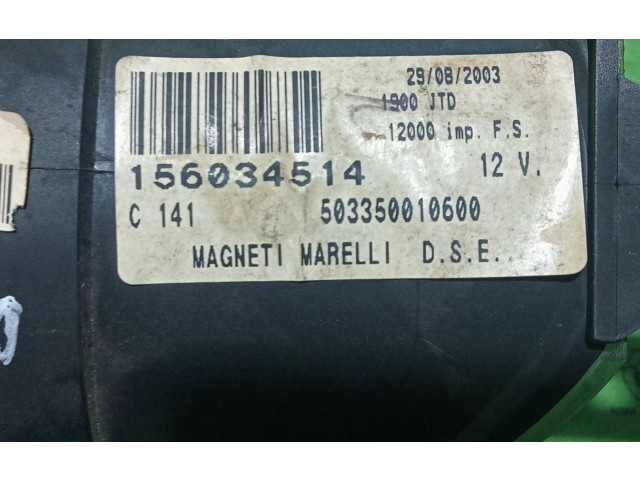 29/08/2003
1900 JTD
12000 imp. F.S.
156034514 12 V.
C 141 503350010600
MAGNETI MARELLI D.S.E.